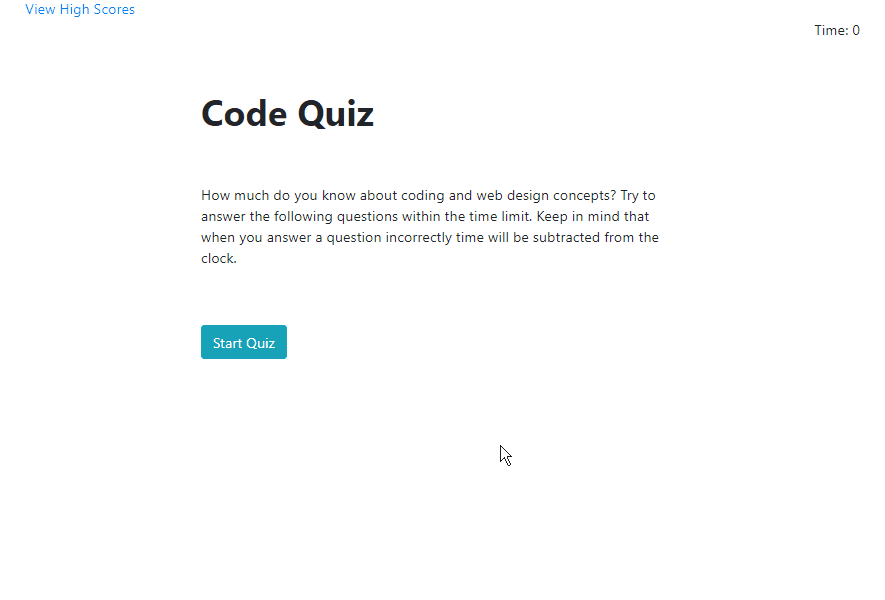 View High Scores
Time: 0
Code Quiz
How much do you know about coding and web design concepts? Try to
answer the following questions within the time limit. Keep in mind that
when you answer a question incorrectly time will be subtracted from the
clock.
Start Quiz